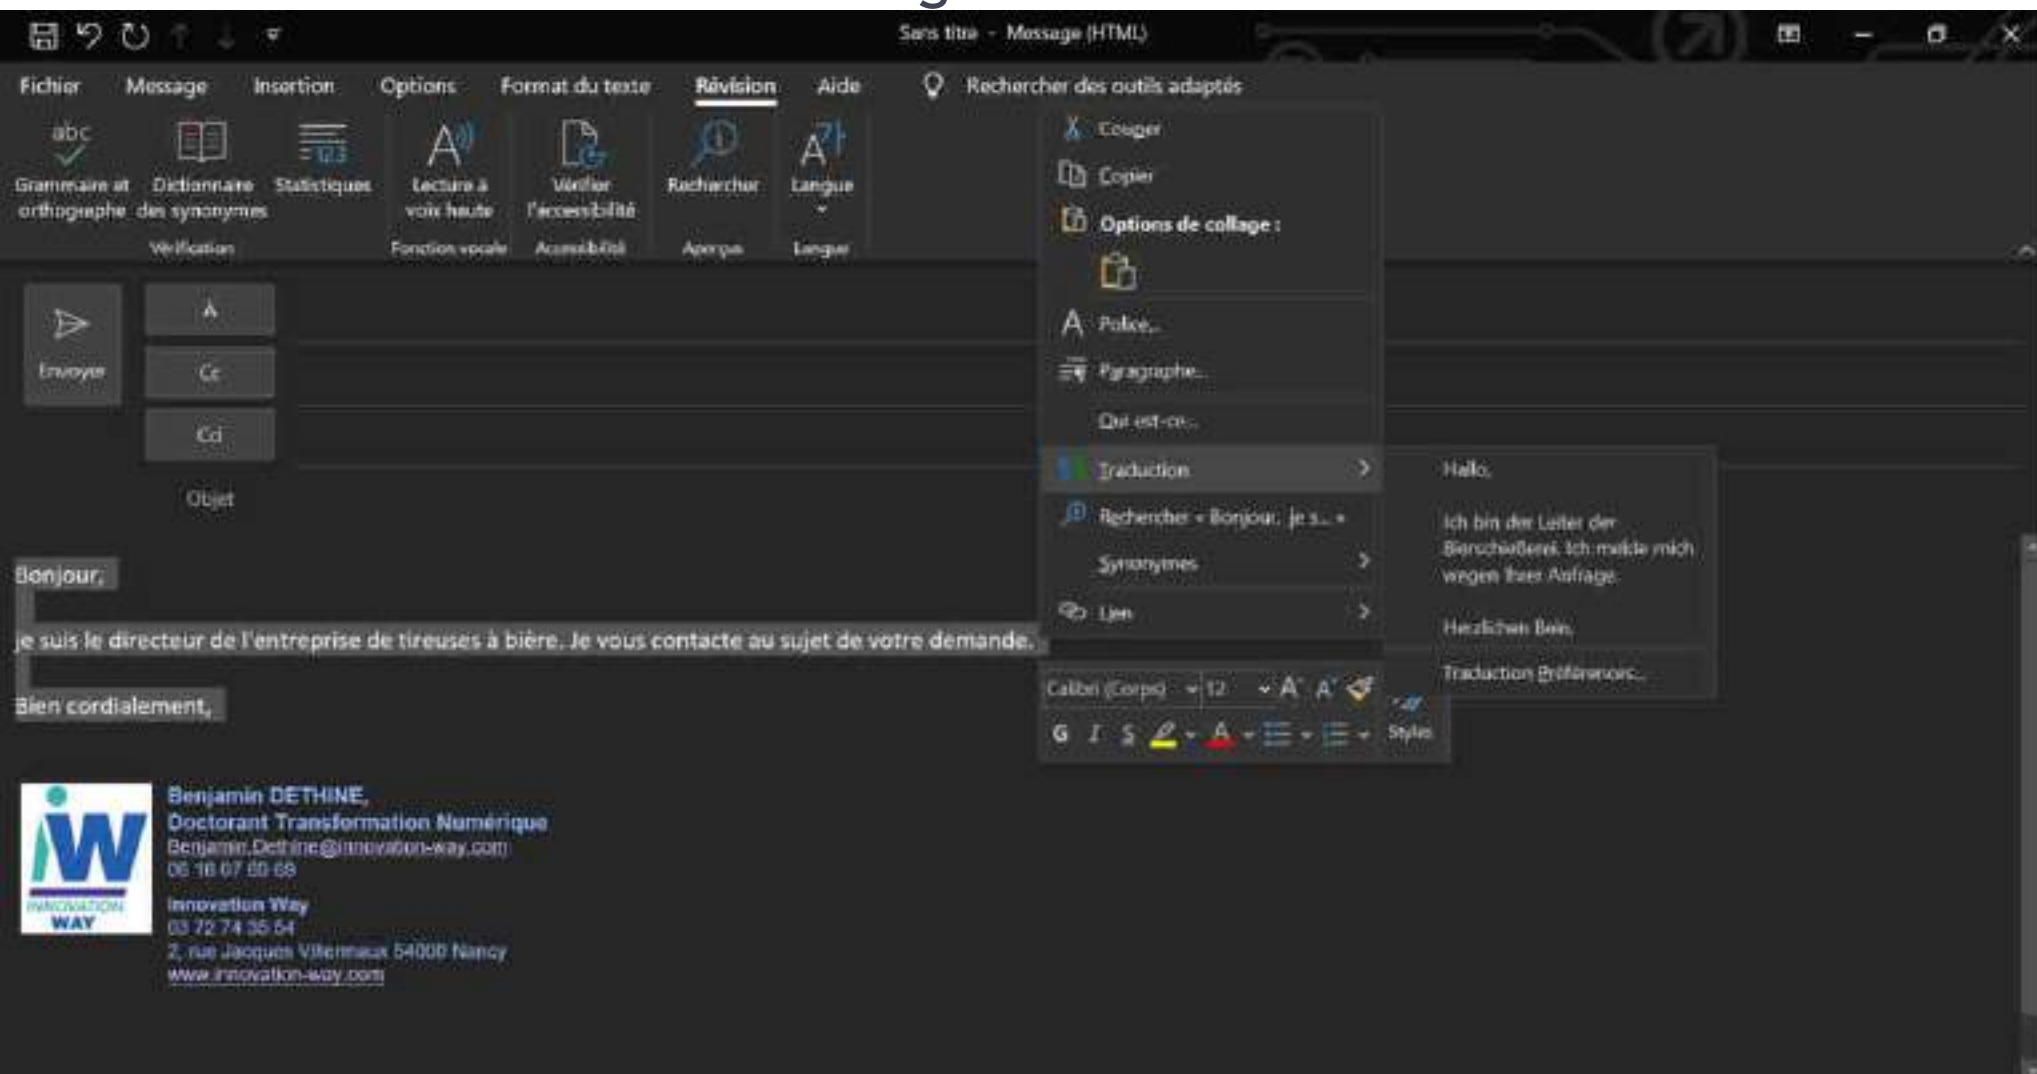 Sans titre - Message (HTML)
Fichier Message Insertion Options Format du texte Révision Aide Rechercher des outils adaptés
abc
Grammaire et orthographe
Dictionnaire des synonymes
Statistiques
Lecture à voix haute
Vérifier l'accessibilité
Rechercher
Langue
Vérification
Fonction vocale
Accessibilité
Aperçus
Langue
Envoyer
À
Cc
Cci
Objet
Bonjour,
je suis le directeur de l'entreprise de tireuses à bière. Je vous contacte au sujet de votre demande.
Bien cordialement,
Couper
Copier
Options de collage :
Police...
Paragraphe...
Qui est-ce...
Traduction
Rechercher « Bonjour, je s... »
Synonymes
Lien
Hallo,
Ich bin der Leiter der
Bierschießerei. Ich melde mich
wegen Ihrer Anfrage.
Herzlichen Bein,
Traduction Préférences...
Calibri (Corps) 12
G I S
Styles
INNOVATION
WAY
Benjamin DETHINE,
Doctorant Transformation Numérique
Benjamin.Dethine@innovation-way.com
06 16 07
Innovation Way
03 72 74 35 54
2, rue Jacques Villermaux 54000 Nancy
www.innovation-way.com